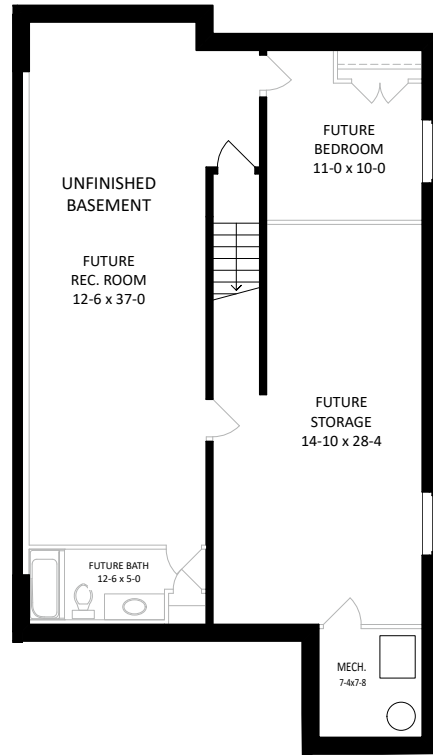 UNFINISHED
BASEMENT
FUTURE
REC. ROOM
12-6 x 37-0
FUTURE
BEDROOM
11-0 x 10-0
FUTURE
STORAGE
14-10 x 28-4
FUTURE BATH
12-6 x 5-0
MECH.
7-4x7-8